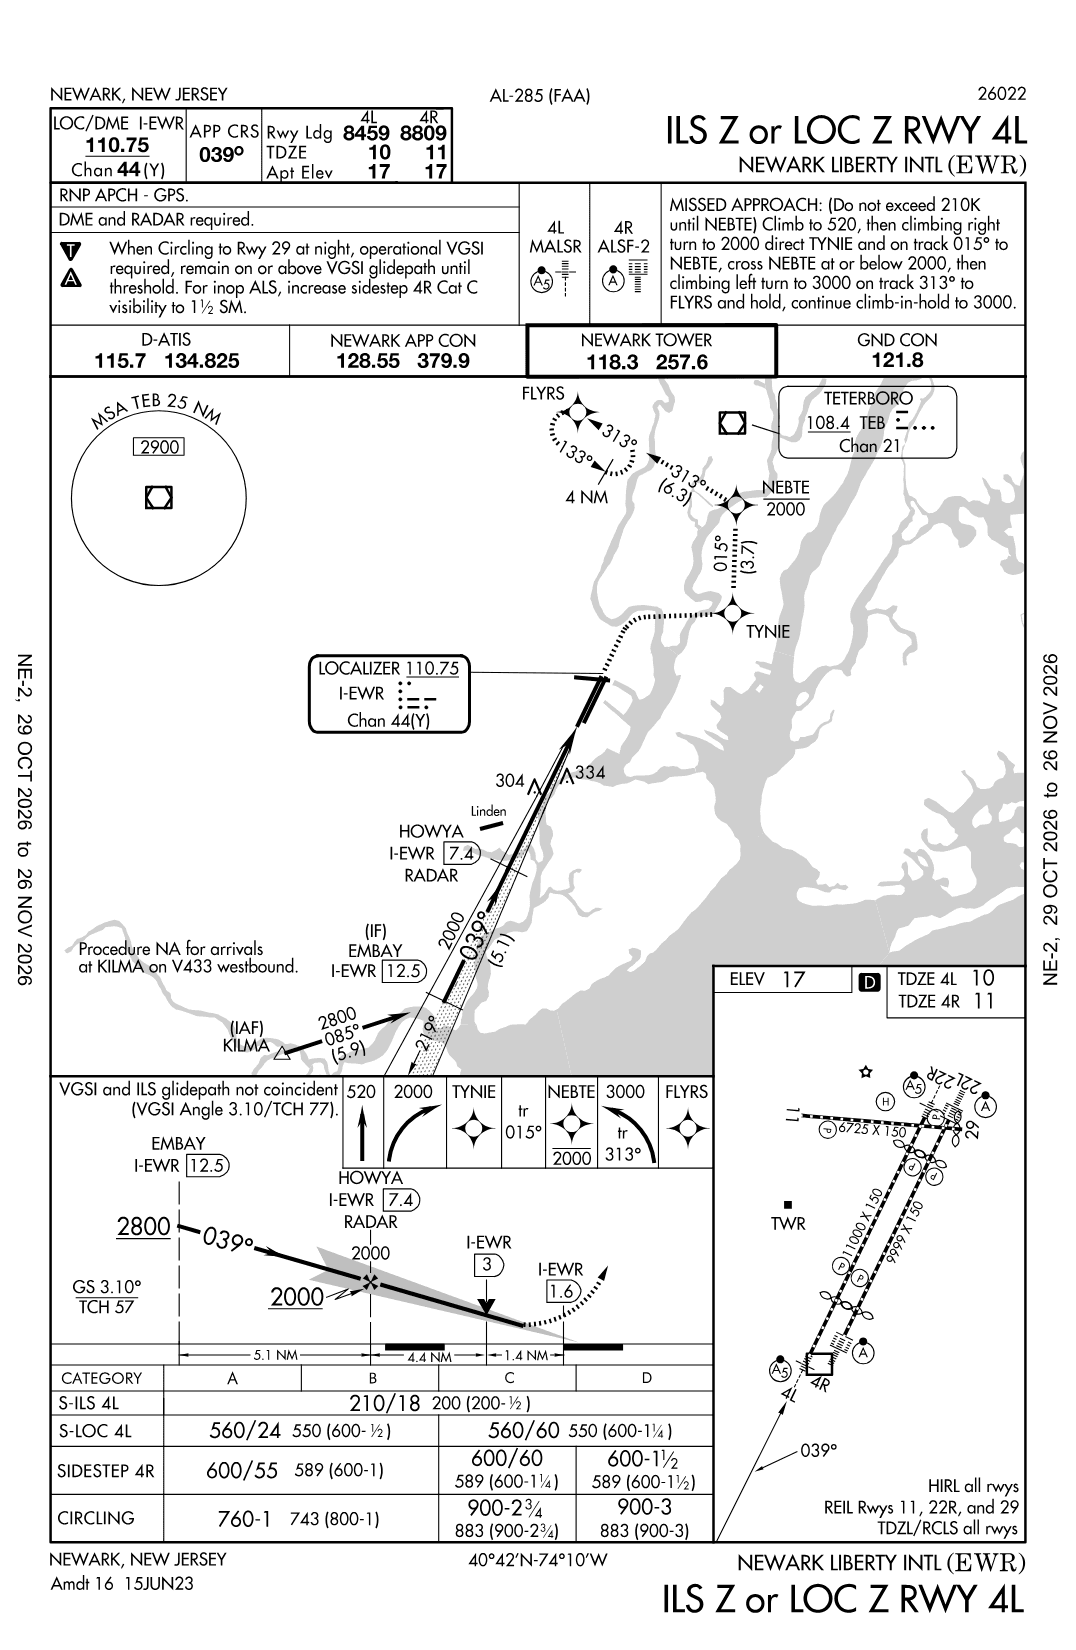 NEWARK, NEW JERSEY
AL-285 (FAA)
26022
LOC/DME I-EWR
110.75
Chan 44 (Y)
APP CRS
039°
4L 4R
Rwy Ldg 8459 8809
TDZE 10 11
Apt Elev 17 17
ILS Z or LOC Z RWY 4L
NEWARK LIBERTY INTL (EWR)
RNP APCH - GPS.
DME and RADAR required.
T
A
When Circling to Rwy 29 at night, operational VGSI
required, remain on or above VGSI glidepath until
threshold. For inop ALS, increase sidestep 4R Cat C
visibility to 1½ SM.
4L
MALSR
A5
4R
ALSF-2
A
MISSED APPROACH: (Do not exceed 210K
until NEBTE) Climb to 520, then climbing right
turn to 2000 direct TYNIE and on track 015° to
NEBTE, cross NEBTE at or below 2000, then
climbing left turn to 3000 on track 313° to
FLYRS and hold, continue climb-in-hold to 3000.
D-ATIS
115.7 134.825
NEWARK APP CON
128.55 379.9
NEWARK TOWER
118.3 257.6
GND CON
121.8
MSA TEB 25 NM
2900
FLYRS
313°
133°
4 NM
313°
(6.3)
TETERBORO
108.4 TEB
Chan 21
NEBTE
2000
015°
(3.7)
TYNIE
LOCALIZER 110.75
I-EWR
Chan 44(Y)
304
334
Linden
HOWYA
I-EWR 7.4
RADAR
2000
039°
(5.1)
(IF)
EMBAY
I-EWR 12.5
Procedure NA for arrivals
at KILMA on V433 westbound.
(IAF)
KILMA
2800
085°
(5.9)
219°
NE-2, 29 OCT 2026 to 26 NOV 2026
NE-2, 29 OCT 2026 to 26 NOV 2026
ELEV 17
D
TDZE 4L 10
TDZE 4R 11
A5
22R
22L
A
H
P
11
6725 X 150
P
29
P
P
11000 X 150
9999 X 150
TWR
P
P
A
A5
4L
4R
039°
HIRL all rwys
REIL Rwys 11, 22R, and 29
TDZL/RCLS all rwys
VGSI and ILS glidepath not coincident
(VGSI Angle 3.10/TCH 77).
520
2000
TYNIE
tr
015°
NEBTE
2000
3000
tr
313°
FLYRS
EMBAY
I-EWR 12.5
HOWYA
I-EWR 7.4
RADAR
2800
039°
2000
2000
I-EWR
3
I-EWR
1.6
GS 3.10°
TCH 57
5.1 NM
4.4 NM
1.4 NM
CATEGORY A B C D
S-ILS 4L 210/18 200 (200-½)
S-LOC 4L 560/24 550 (600-½) 560/60 550 (600-1¼)
SIDESTEP 4R 600/55 589 (600-1) 600/60 589 (600-1¼) 600-1½ 589 (600-1½)
CIRCLING 760-1 743 (800-1) 900-2¾ 883 (900-2¾) 900-3 883 (900-3)
NEWARK, NEW JERSEY
Amdt 16 15JUN23
40°42'N-74°10'W
NEWARK LIBERTY INTL (EWR)
ILS Z or LOC Z RWY 4L